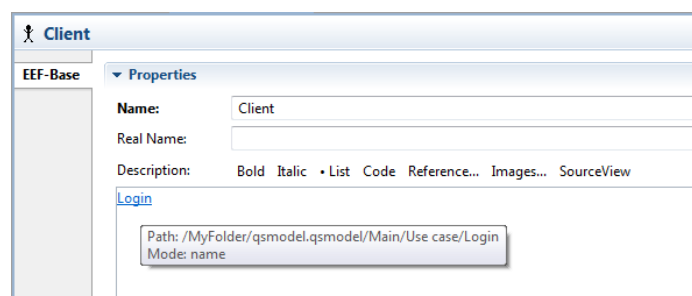 Client
EEF-Base
Properties
Name: Client
Real Name:
Description: Bold Italic • List Code Reference... Images... SourceView
Login
Path: /MyFolder/qsmodel.qsmodel/Main/Use case/Login
Mode: name